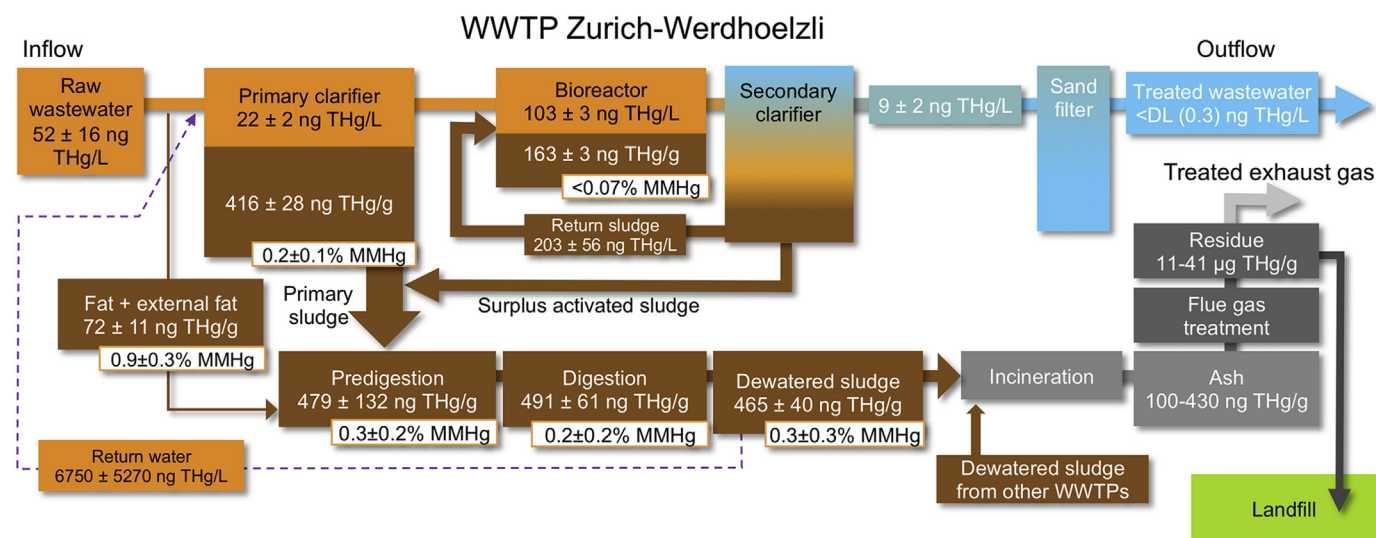 WWTP Zurich-Werdhoelzli
Inflow
Outflow
Raw
wastewater
52 ± 16 ng
THg/L
Primary clarifier
22 ± 2 ng THg/L
416 ± 28 ng THg/g
0.2±0.1% MMHg
Bioreactor
103 ± 3 ng THg/L
163 ± 3 ng THg/g
<0.07% MMHg
Return sludge
203 ± 56 ng THg/L
Secondary
clarifier
9 ± 2 ng THg/L
Sand
filter
Treated wastewater
<DL (0.3) ng THg/L
Treated exhaust gas
Residue
11-41 µg THg/g
Flue gas
treatment
Ash
100-430 ng THg/g
Fat + external fat
72 ± 11 ng THg/g
0.9±0.3% MMHg
Primary
sludge
Surplus activated sludge
Predigestion
479 ± 132 ng THg/g
0.3±0.2% MMHg
Digestion
491 ± 61 ng THg/g
0.2±0.2% MMHg
Dewatered sludge
465 ± 40 ng THg/g
0.3±0.3% MMHg
Incineration
Return water
6750 ± 5270 ng THg/L
Dewatered sludge
from other WWTPs
Landfill